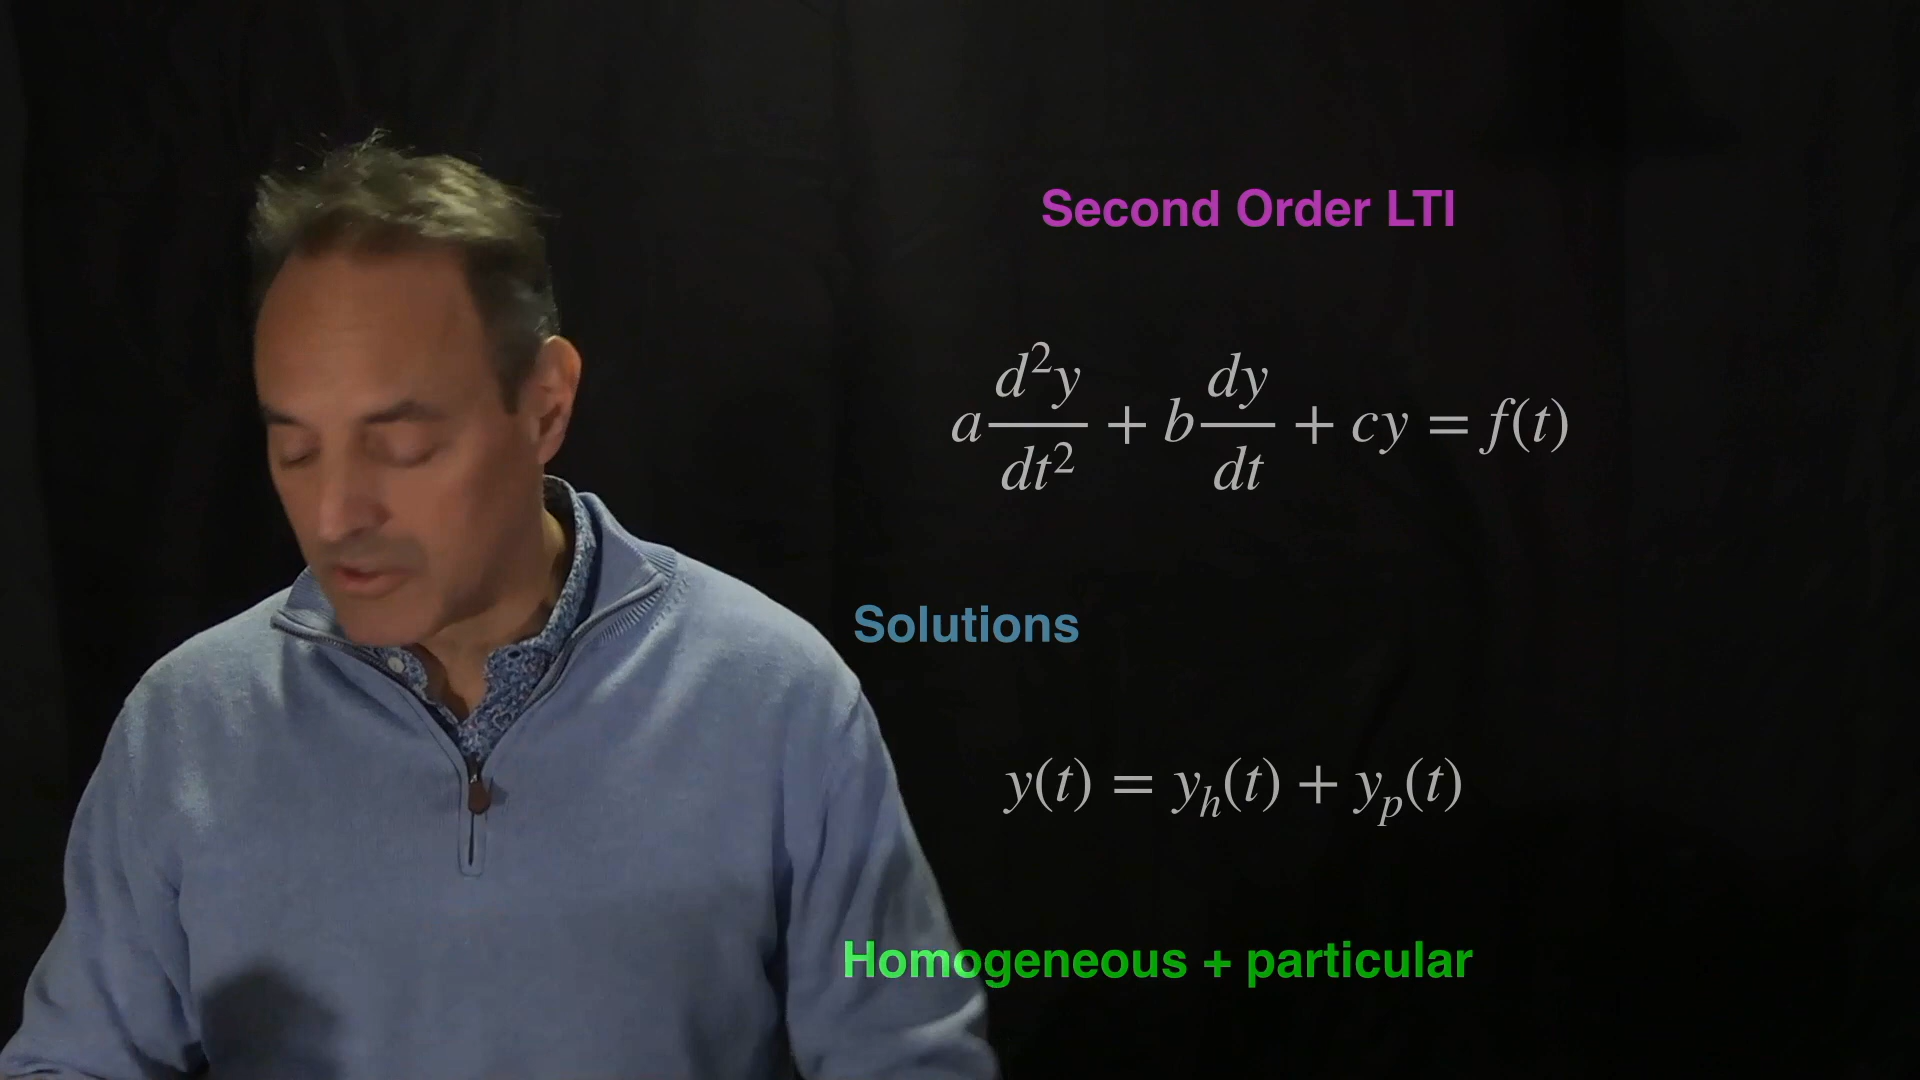 Second Order LTI
a d²y/dt² + b dy/dt + cy = f(t)
Solutions
y(t) = y_h(t) + y_p(t)
Homogeneous + particular